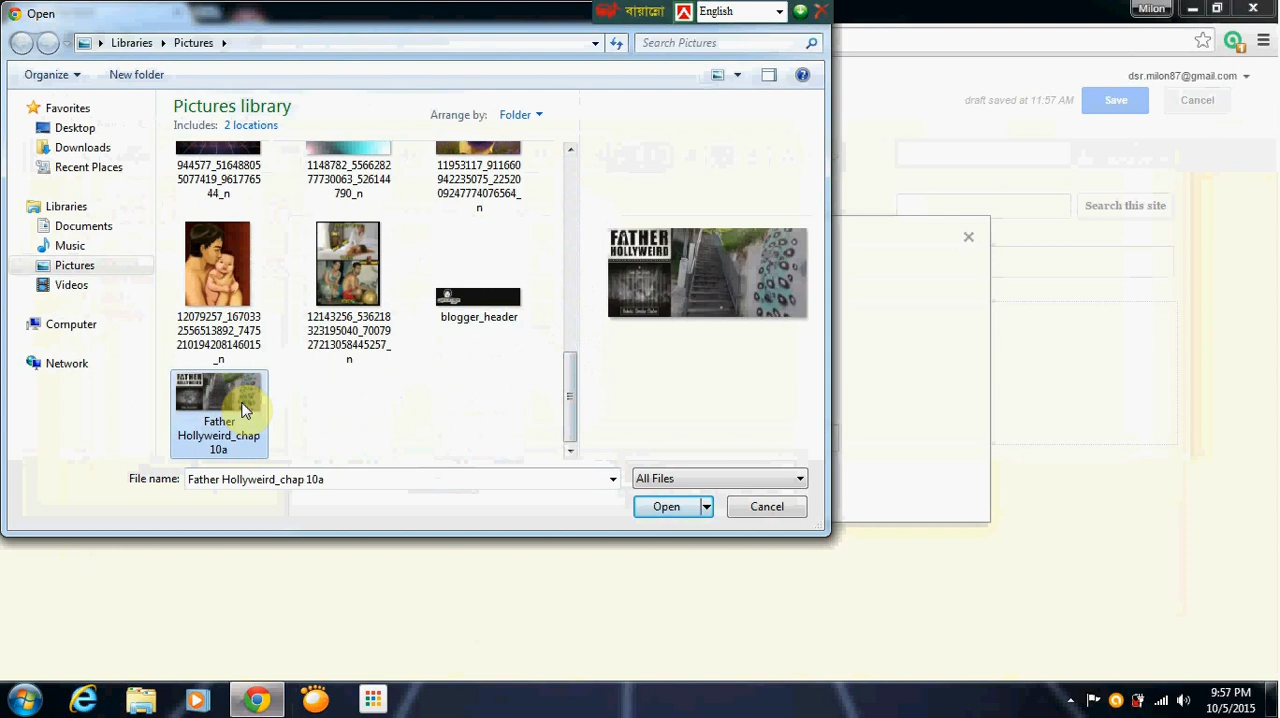 Open
বায়ান্নো
English
Milon
Libraries
Pictures
Search Pictures
Organize
New folder
dsr.milon87@gmail.com
draft saved at 11:57 AM
Save
Cancel
Favorites
Desktop
Downloads
Recent Places
Libraries
Documents
Music
Pictures
Videos
Computer
Network
Pictures library
Includes: 2 locations
Arrange by: Folder
944577_51648805
5077419_9617765
44_n
1148782_5566282
77730063_526144
790_n
11953117_911660
942235075_22520
09247774076564_
n
12079257_167033
2556513892_7475
210194208146015
_n
12143256_536218
323195040_70079
27213058445257_
n
blogger_header
Father
Hollyweird_chap
10a
FATHER
HOLLYWEIRD
Search this site
File name:
Father Hollyweird_chap 10a
All Files
Open
Cancel
9:57 PM
10/5/2015